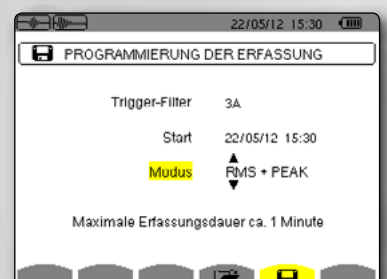 22/05/12 15:30
PROGRAMMIERUNG DER ERFASSUNG
Trigger-Filter 3A
Start 22/05/12 15:30
Modus RMS + PEAK
Maximale Erfassungsdauer ca. 1 Minute